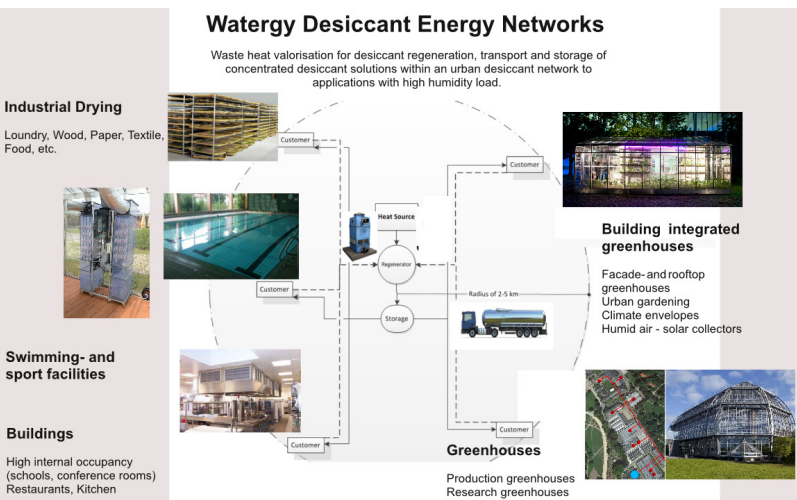 Watergy Desiccant Energy Networks
Waste heat valorisation for desiccant regeneration, transport and storage of
concentrated desiccant solutions within an urban desiccant network to
applications with high humidity load.
Industrial Drying
Loundry, Wood, Paper, Textile,
Food, etc.
Customer
Customer
Heat Source
Regenerator
Radius of 2-5 km
Storage
Customer
Building integrated
greenhouses
Facade- and rooftop
greenhouses
Urban gardening
Climate envelopes
Humid air - solar collectors
Swimming- and
sport facilities
Buildings
High internal occupancy
(schools, conference rooms)
Restaurants, Kitchen
Customer
Customer
Greenhouses
Production greenhouses
Research greenhouses